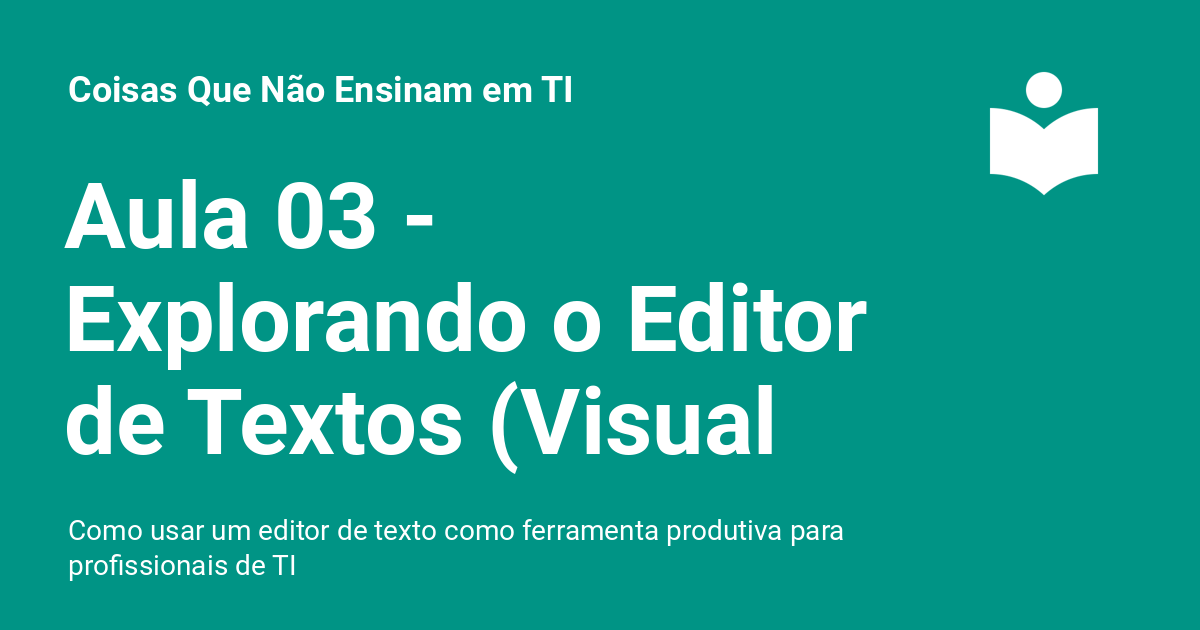 Coisas Que Não Ensinam em TI
Aula 03 -
Explorando o Editor
de Textos (Visual
Como usar um editor de texto como ferramenta produtiva para
profissionais de TI